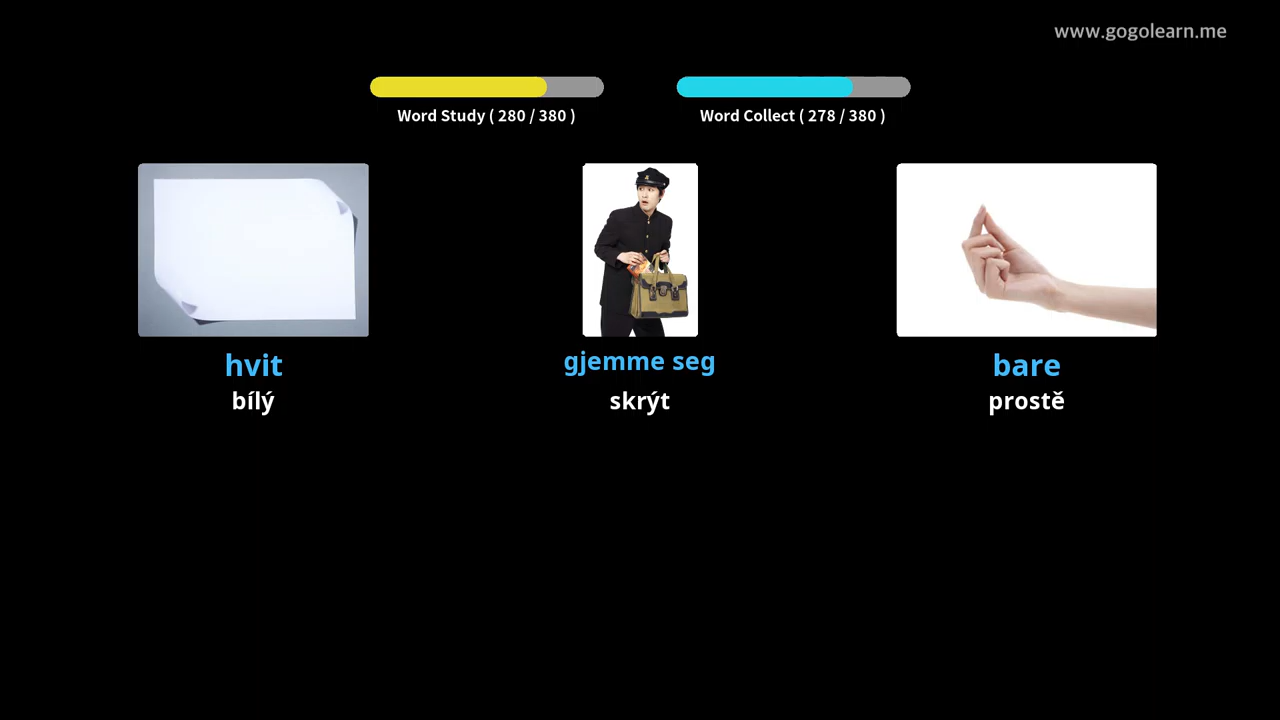 www.gogolearn.me
Word Study ( 280 / 380 )
Word Collect ( 278 / 380 )
hvit
gjemme seg
bare
bílý
skrýt
prostě